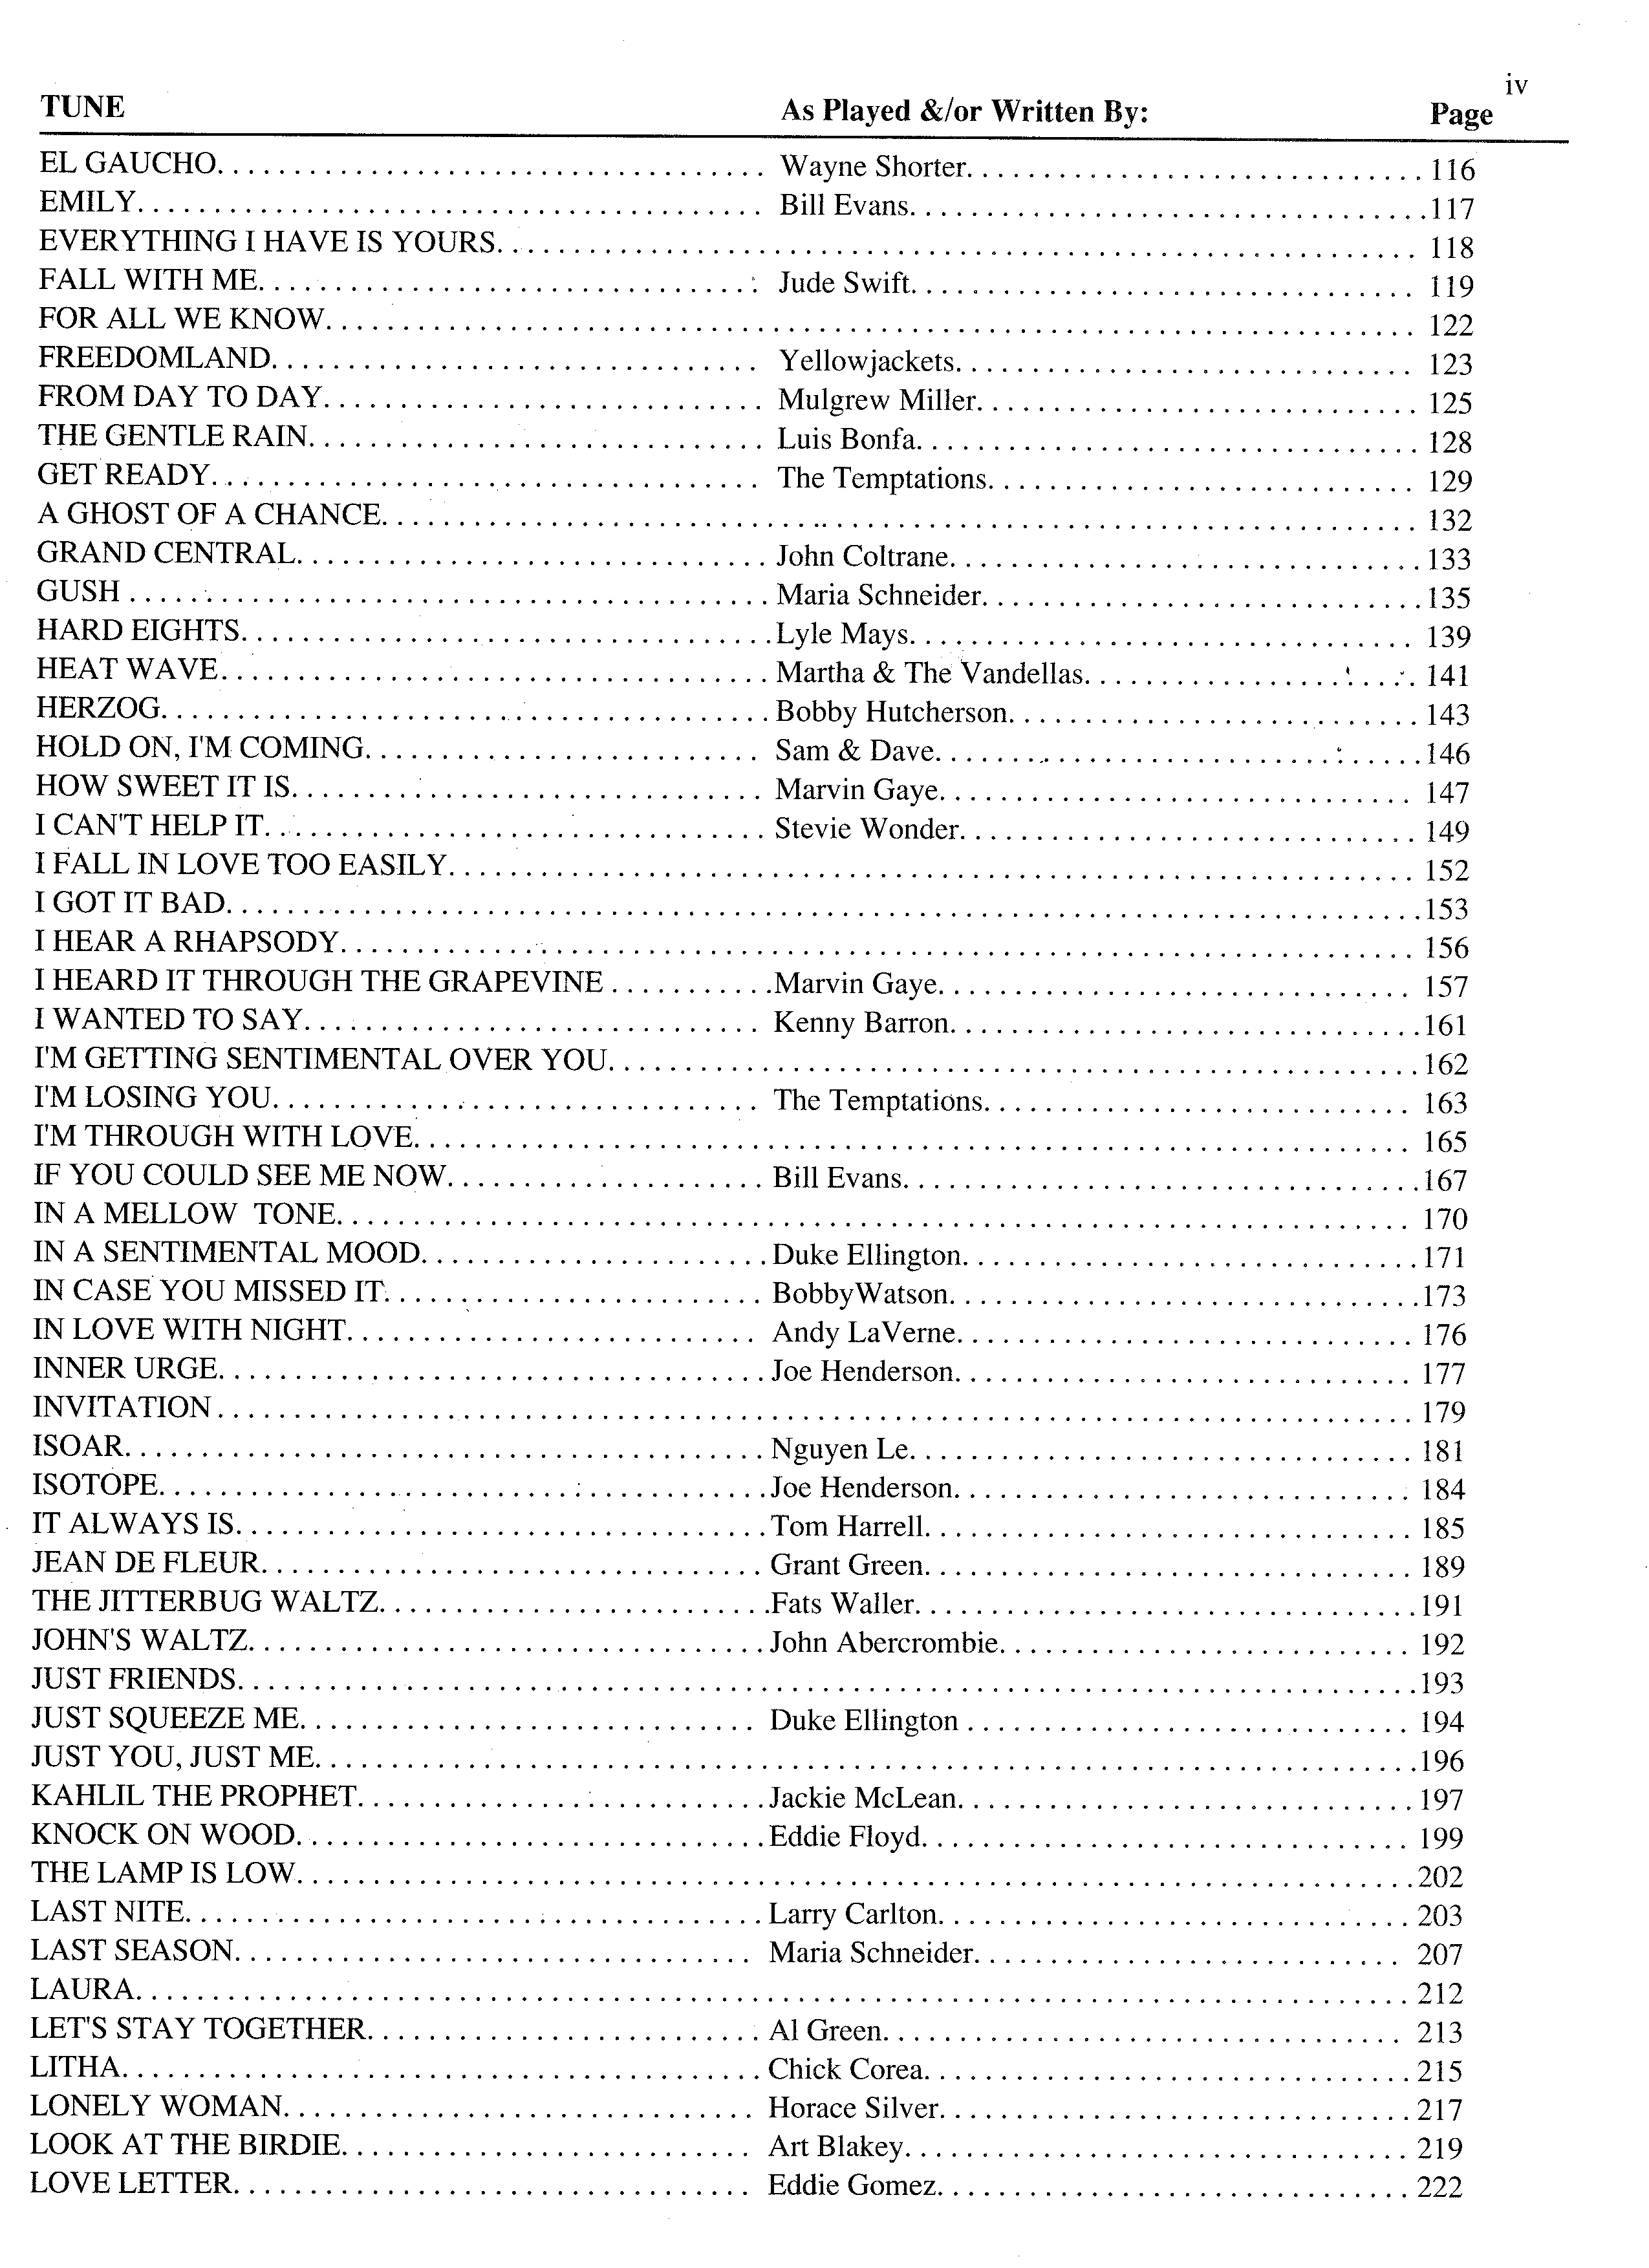 iv
TUNE As Played &/or Written By: Page
EL GAUCHO. . . . . Wayne Shorter. . . . . 116
EMILY. . . . . Bill Evans. . . . . 117
EVERYTHING I HAVE IS YOURS. . . . . 118
FALL WITH ME. . . . . Jude Swift. . . . . 119
FOR ALL WE KNOW. . . . . 122
FREEDOMLAND. . . . . Yellowjackets. . . . . 123
FROM DAY TO DAY. . . . . Mulgrew Miller. . . . . 125
THE GENTLE RAIN. . . . . Luis Bonfa. . . . . 128
GET READY. . . . . The Temptations. . . . . 129
A GHOST OF A CHANCE. . . . . 132
GRAND CENTRAL. . . . . John Coltrane. . . . . 133
GUSH . . . . . Maria Schneider. . . . . 135
HARD EIGHTS. . . . . Lyle Mays. . . . . 139
HEAT WAVE. . . . . Martha & The Vandellas. . . . . 141
HERZOG. . . . . Bobby Hutcherson. . . . . 143
HOLD ON, I'M COMING. . . . . Sam & Dave. . . . . 146
HOW SWEET IT IS. . . . . Marvin Gaye. . . . . 147
I CAN'T HELP IT. . . . . Stevie Wonder. . . . . 149
I FALL IN LOVE TOO EASILY. . . . . 152
I GOT IT BAD. . . . . 153
I HEAR A RHAPSODY. . . . . 156
I HEARD IT THROUGH THE GRAPEVINE . . . . . Marvin Gaye. . . . . 157
I WANTED TO SAY. . . . . Kenny Barron. . . . . 161
I'M GETTING SENTIMENTAL OVER YOU. . . . . 162
I'M LOSING YOU. . . . . The Temptations. . . . . 163
I'M THROUGH WITH LOVE. . . . . 165
IF YOU COULD SEE ME NOW. . . . . Bill Evans. . . . . 167
IN A MELLOW TONE. . . . . 170
IN A SENTIMENTAL MOOD. . . . . Duke Ellington. . . . . 171
IN CASE YOU MISSED IT. . . . . BobbyWatson. . . . . 173
IN LOVE WITH NIGHT. . . . . Andy LaVerne. . . . . 176
INNER URGE. . . . . Joe Henderson. . . . . 177
INVITATION . . . . . 179
ISOAR. . . . . Nguyen Le. . . . . 181
ISOTOPE. . . . . Joe Henderson. . . . . 184
IT ALWAYS IS. . . . . Tom Harrell. . . . . 185
JEAN DE FLEUR. . . . . Grant Green. . . . . 189
THE JITTERBUG WALTZ. . . . . Fats Waller. . . . . 191
JOHN'S WALTZ. . . . . John Abercrombie. . . . . 192
JUST FRIENDS. . . . . 193
JUST SQUEEZE ME. . . . . Duke Ellington . . . . . 194
JUST YOU, JUST ME. . . . . 196
KAHLIL THE PROPHET. . . . . Jackie McLean. . . . . 197
KNOCK ON WOOD. . . . . Eddie Floyd. . . . . 199
THE LAMP IS LOW. . . . . 202
LAST NITE. . . . . Larry Carlton. . . . . 203
LAST SEASON. . . . . Maria Schneider. . . . . 207
LAURA. . . . . 212
LET'S STAY TOGETHER. . . . . Al Green. . . . . 213
LITHA. . . . . Chick Corea. . . . . 215
LONELY WOMAN. . . . . Horace Silver. . . . . 217
LOOK AT THE BIRDIE. . . . . Art Blakey. . . . . 219
LOVE LETTER. . . . . Eddie Gomez. . . . . 222